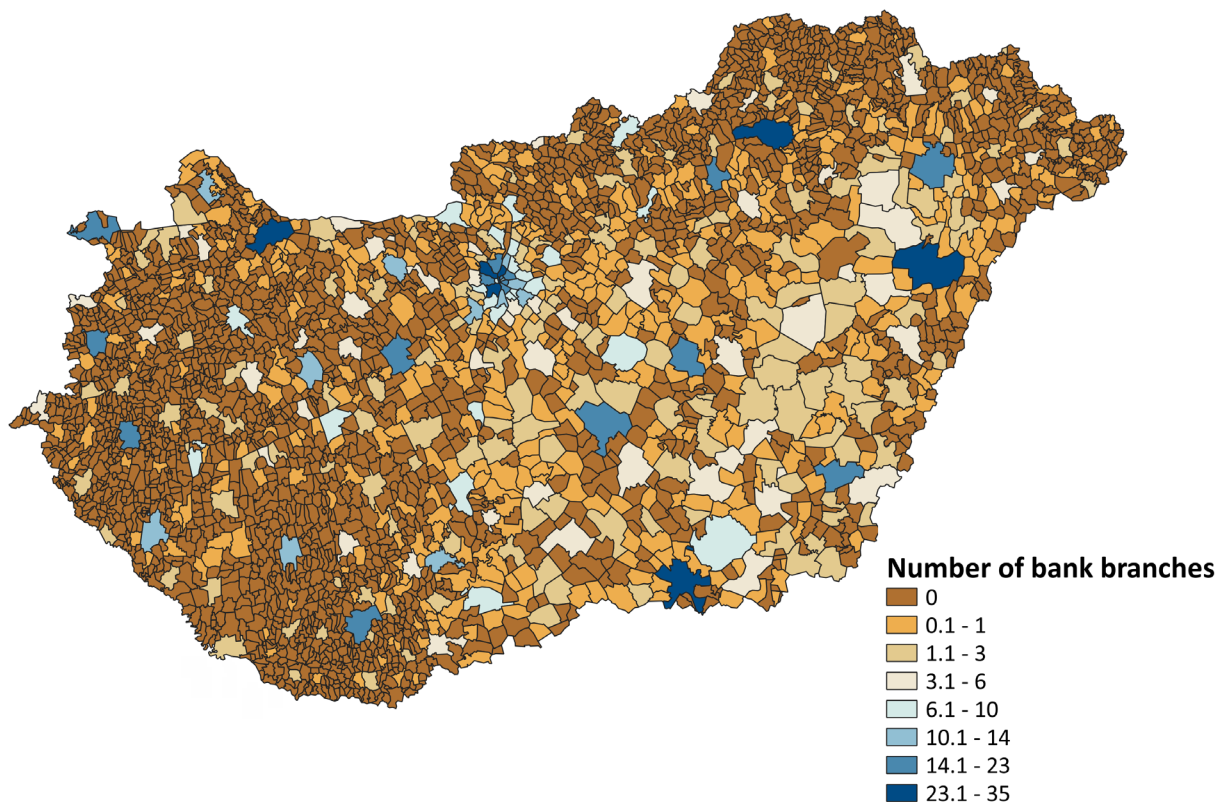 Number of bank branches
0
0.1 - 1
1.1 - 3
3.1 - 6
6.1 - 10
10.1 - 14
14.1 - 23
23.1 - 35